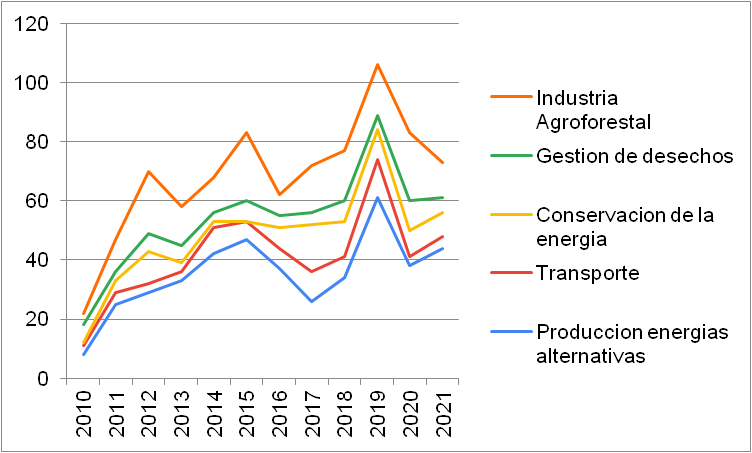 120
100
80
60
40
20
0
2010
2011
2012
2013
2014
2015
2016
2017
2018
2019
2020
2021
Industria
Agroforestal
Gestion de desechos
Conservacion de la
energia
Transporte
Produccion energias
alternativas